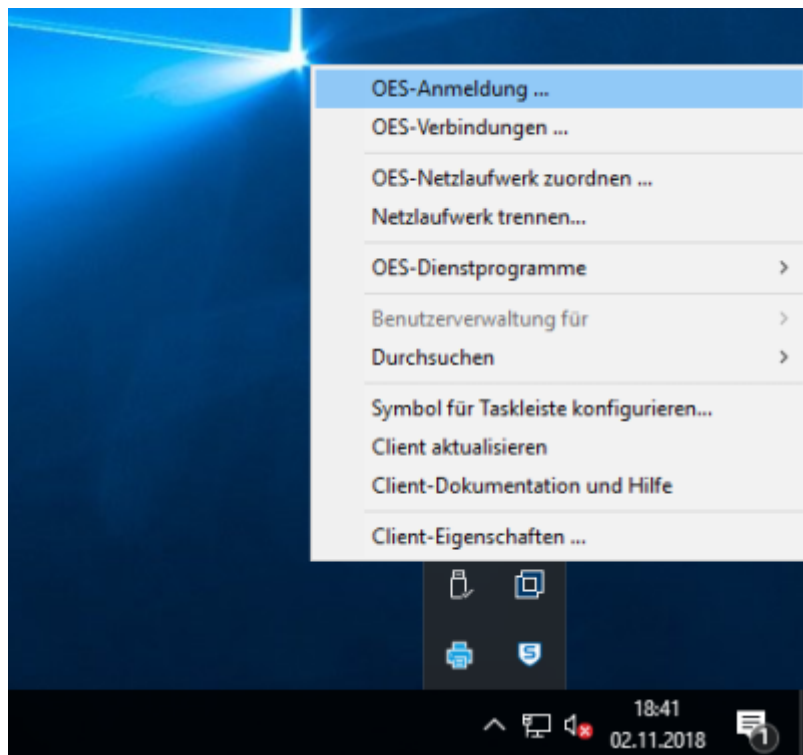 OES-Anmeldung ...
OES-Verbindungen ...
OES-Netzlaufwerk zuordnen ...
Netzlaufwerk trennen...
OES-Dienstprogramme
Benutzerverwaltung für
Durchsuchen
Symbol für Taskleiste konfigurieren...
Client aktualisieren
Client-Dokumentation und Hilfe
Client-Eigenschaften ...
S
18:41
02.11.2018
1